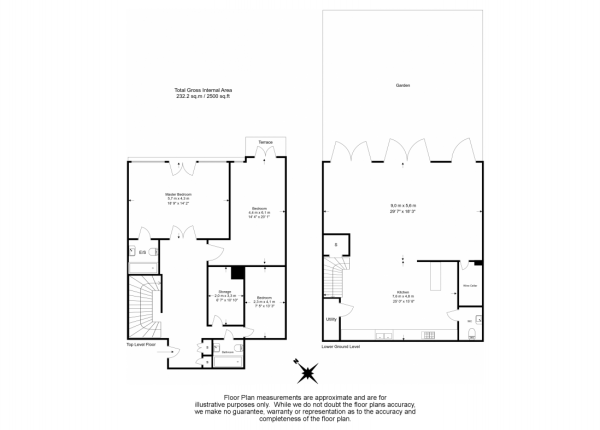 Total Gross Internal Area
232.2 sq.m / 2500 sq.ft
Garden
Terrace
Master Bedroom
5.7 m x 4.3 m
18' 9" x 14' 2"
Bedroom
4.4 m x 6.1 m
14' 6" x 20' 1"
9.0 m x 5.6 m
29' 7" x 18' 3"
E/S
S
Storage
2.0 m x 3.3 m
6' 7" x 10' 10"
Bedroom
2.3 m x 4.1 m
7' 6" x 13' 3"
Kitchen
7.6 m x 4.8 m
25' 0" x 15' 8"
Wine Cellar
Utility
WC
Bathroom
S
S
Top Level Floor
Lower Ground Level
N
Floor Plan measurements are approximate and are for
illustrative purposes only. While we do not doubt the floor plans accuracy,
we make no guarantee, warranty or representation as to the accuracy and
completeness of the floor plan.